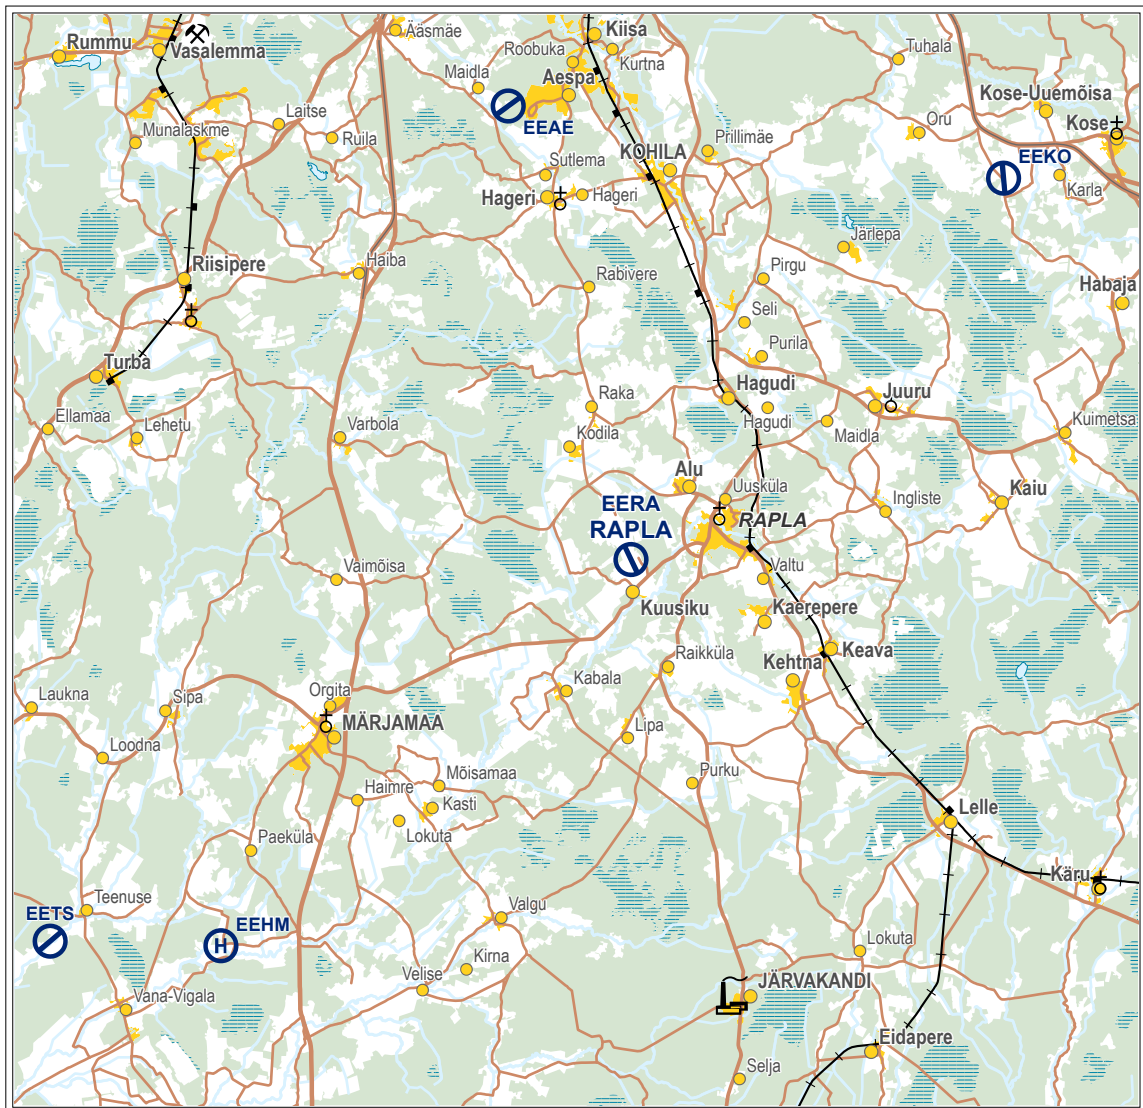 Ääsmäe
Kiisa
Rummu
Vasalemma
Roobuka
Kurtna
Tuhala
Maidla
Aespa
Kose-Uuemõisa
Laitse
EEAE
Oru
Kose
Munalaskme
Ruila
Prillimäe
KOHILA
EEKO
Sutlema
Karla
Hageri
Hageri
Järlepa
Haiba
Riisipere
Rabivere
Pirgu
Habaja
Seli
Purila
Turba
Hagudi
Juuru
Raka
Ellamaa
Lehetu
Varbola
Hagudi
Maidla
Kuimetsa
Kodila
Alu
Uusküla
Ingliste
Kaiu
EERA
RAPLA
RAPLA
Vaimõisa
Valtu
Kuusiku
Kaerepere
Raikküla
Keava
Kehtna
Laukna
Sipa
Orgita
Kabala
MÄRJAMAA
Loodna
Lipa
Mõisamaa
Purku
Haimre
Kasti
Lelle
Paeküla
Lokuta
Käru
Teenuse
EETS
Valgu
EEHM
H
Lokuta
Kirna
Velise
JÄRVAKANDI
Vana-Vigala
Eidapere
Selja